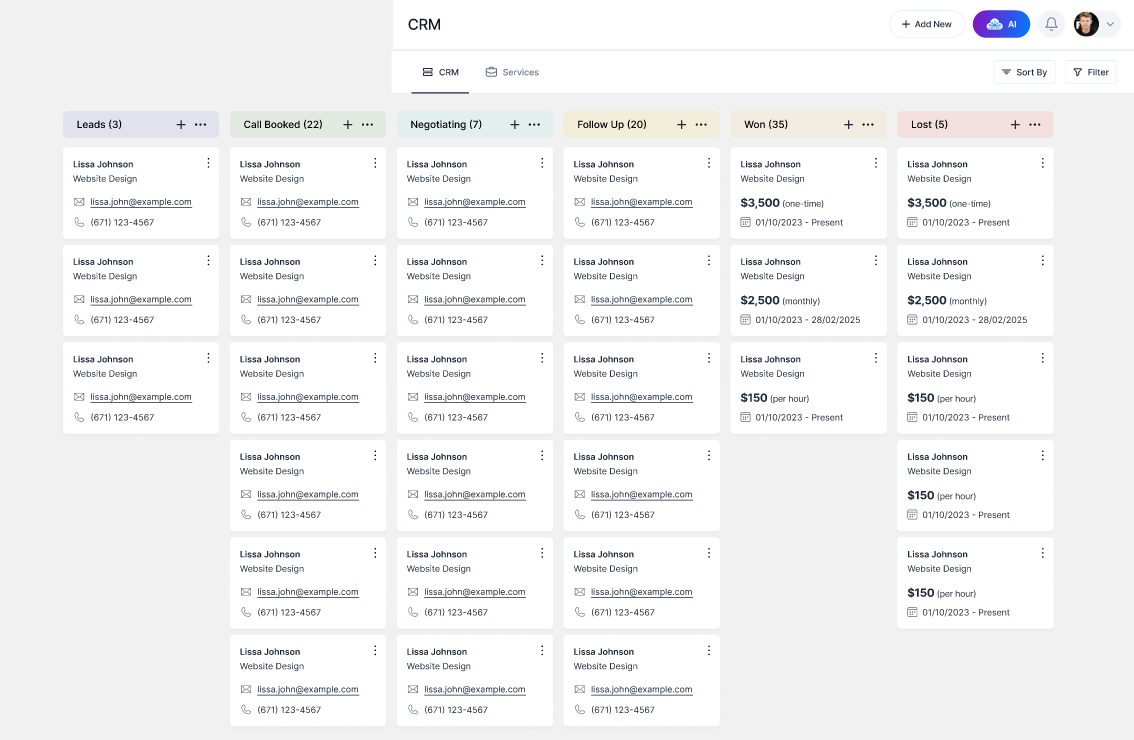 CRM
Add New
AI
CRM
Services
Sort By
Filter
Leads (3)
Lissa Johnson
Website Design
lissa.john@example.com
(671) 123-4567
Lissa Johnson
Website Design
lissa.john@example.com
(671) 123-4567
Lissa Johnson
Website Design
lissa.john@example.com
(671) 123-4567
Call Booked (22)
Lissa Johnson
Website Design
lissa.john@example.com
(671) 123-4567
Lissa Johnson
Website Design
lissa.john@example.com
(671) 123-4567
Lissa Johnson
Website Design
lissa.john@example.com
(671) 123-4567
Lissa Johnson
Website Design
lissa.john@example.com
(671) 123-4567
Lissa Johnson
Website Design
lissa.john@example.com
(671) 123-4567
Lissa Johnson
Website Design
lissa.john@example.com
(671) 123-4567
Negotiating (7)
Lissa Johnson
Website Design
lissa.john@example.com
(671) 123-4567
Lissa Johnson
Website Design
lissa.john@example.com
(671) 123-4567
Lissa Johnson
Website Design
lissa.john@example.com
(671) 123-4567
Lissa Johnson
Website Design
lissa.john@example.com
(671) 123-4567
Lissa Johnson
Website Design
lissa.john@example.com
(671) 123-4567
Lissa Johnson
Website Design
lissa.john@example.com
(671) 123-4567
Follow Up (20)
Lissa Johnson
Website Design
lissa.john@example.com
(671) 123-4567
Lissa Johnson
Website Design
lissa.john@example.com
(671) 123-4567
Lissa Johnson
Website Design
lissa.john@example.com
(671) 123-4567
Lissa Johnson
Website Design
lissa.john@example.com
(671) 123-4567
Lissa Johnson
Website Design
lissa.john@example.com
(671) 123-4567
Lissa Johnson
Website Design
lissa.john@example.com
(671) 123-4567
Won (35)
Lissa Johnson
Website Design
$3,500 (one-time)
01/10/2023 - Present
Lissa Johnson
Website Design
$2,500 (monthly)
01/10/2023 - 28/02/2025
Lissa Johnson
Website Design
$150 (per hour)
01/10/2023 - Present
Lost (5)
Lissa Johnson
Website Design
$3,500 (one-time)
01/10/2023 - Present
Lissa Johnson
Website Design
$2,500 (monthly)
01/10/2023 - 28/02/2025
Lissa Johnson
Website Design
$150 (per hour)
01/10/2023 - Present
Lissa Johnson
Website Design
$150 (per hour)
01/10/2023 - Present
Lissa Johnson
Website Design
$150 (per hour)
01/10/2023 - Present